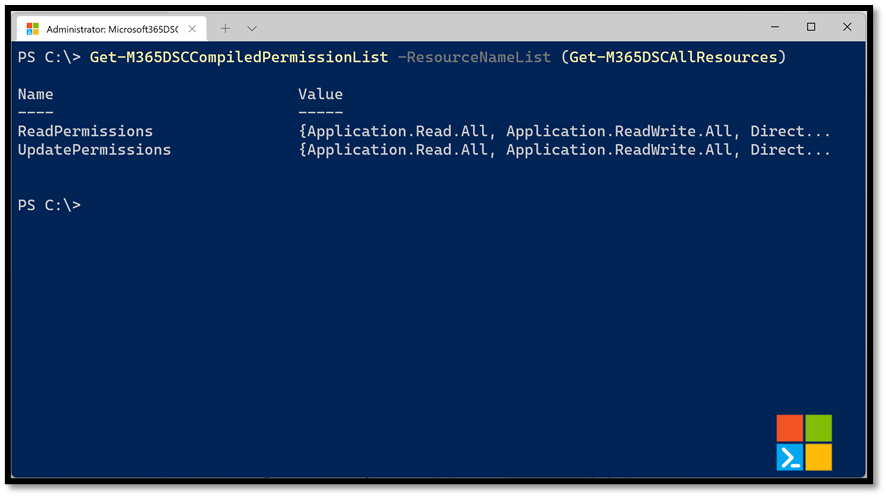 Administrator: Microsoft365DSC
PS C:\> Get-M365DSCCompiledPermissionList -ResourceNameList (Get-M365DSCAllResources)
Name Value
---- -----
ReadPermissions {Application.Read.All, Application.ReadWrite.All, Direct...
UpdatePermissions {Application.Read.All, Application.ReadWrite.All, Direct...
PS C:\>